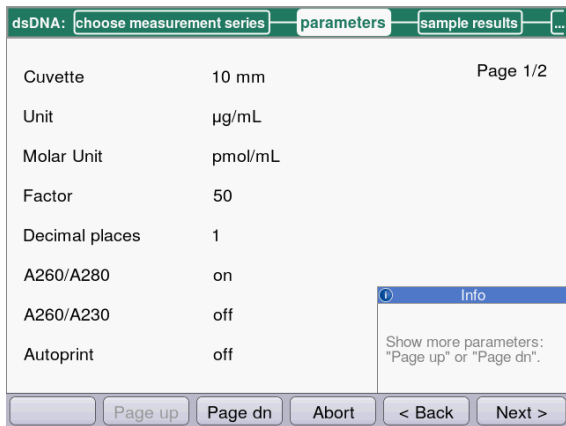 dsDNA: choose measurement series parameters sample results ...
Page 1/2
Cuvette 10 mm
Unit µg/mL
Molar Unit pmol/mL
Factor 50
Decimal places 1
A260/A280 on
A260/A230 off
Autoprint off
Info
Show more parameters:
"Page up" or "Page dn".
Page up Page dn Abort < Back Next >